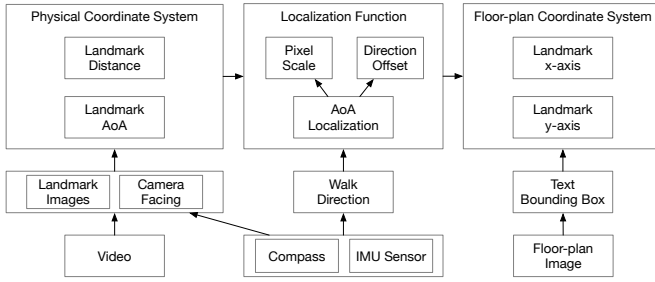 Physical Coordinate System
Landmark
Distance
Landmark
AoA
Landmark
Images
Camera
Facing
Video
Localization Function
Pixel
Scale
Direction
Offset
AoA
Localization
Walk
Direction
Compass
IMU Sensor
Floor-plan Coordinate System
Landmark
x-axis
Landmark
y-axis
Text
Bounding Box
Floor-plan
Image